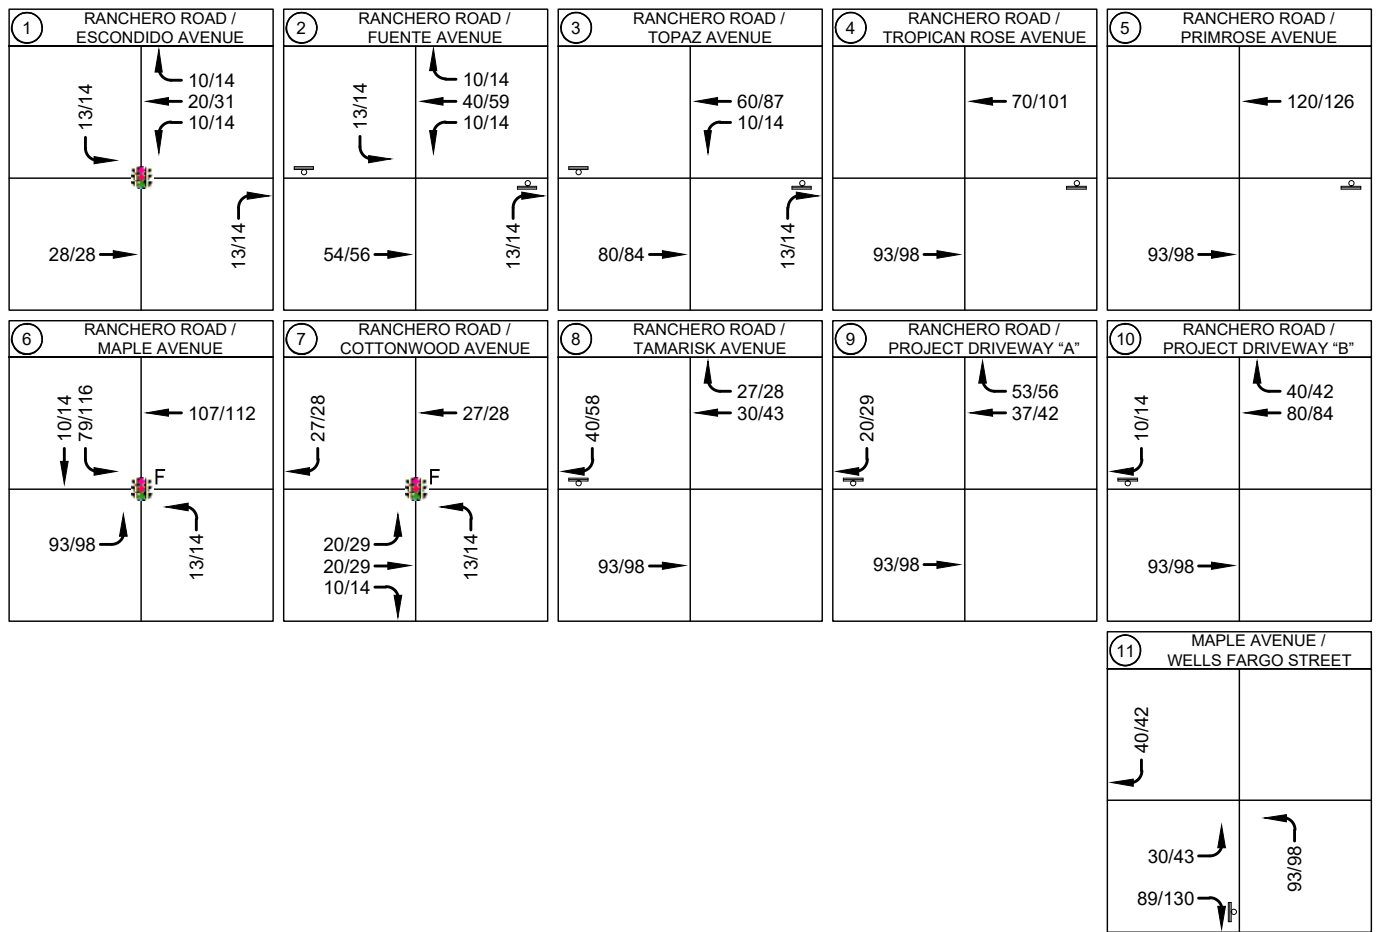 1
RANCHERO ROAD /
ESCONDIDO AVENUE
10/14
20/31
10/14
13/14
13/14
28/28
2
RANCHERO ROAD /
FUENTE AVENUE
10/14
40/59
10/14
13/14
13/14
54/56
3
RANCHERO ROAD /
TOPAZ AVENUE
60/87
10/14
13/14
80/84
4
RANCHERO ROAD /
TROPICAN ROSE AVENUE
70/101
93/98
5
RANCHERO ROAD /
PRIMROSE AVENUE
120/126
93/98
6
RANCHERO ROAD /
MAPLE AVENUE
10/14
79/116
107/112
F
93/98
13/14
7
RANCHERO ROAD /
COTTONWOOD AVENUE
27/28
27/28
F
20/29
20/29
10/14
13/14
8
RANCHERO ROAD /
TAMARISK AVENUE
27/28
30/43
40/58
93/98
9
RANCHERO ROAD /
PROJECT DRIVEWAY “A”
53/56
37/42
20/29
93/98
10
RANCHERO ROAD /
PROJECT DRIVEWAY “B”
40/42
80/84
10/14
93/98
11
MAPLE AVENUE /
WELLS FARGO STREET
40/42
30/43
89/130
93/98